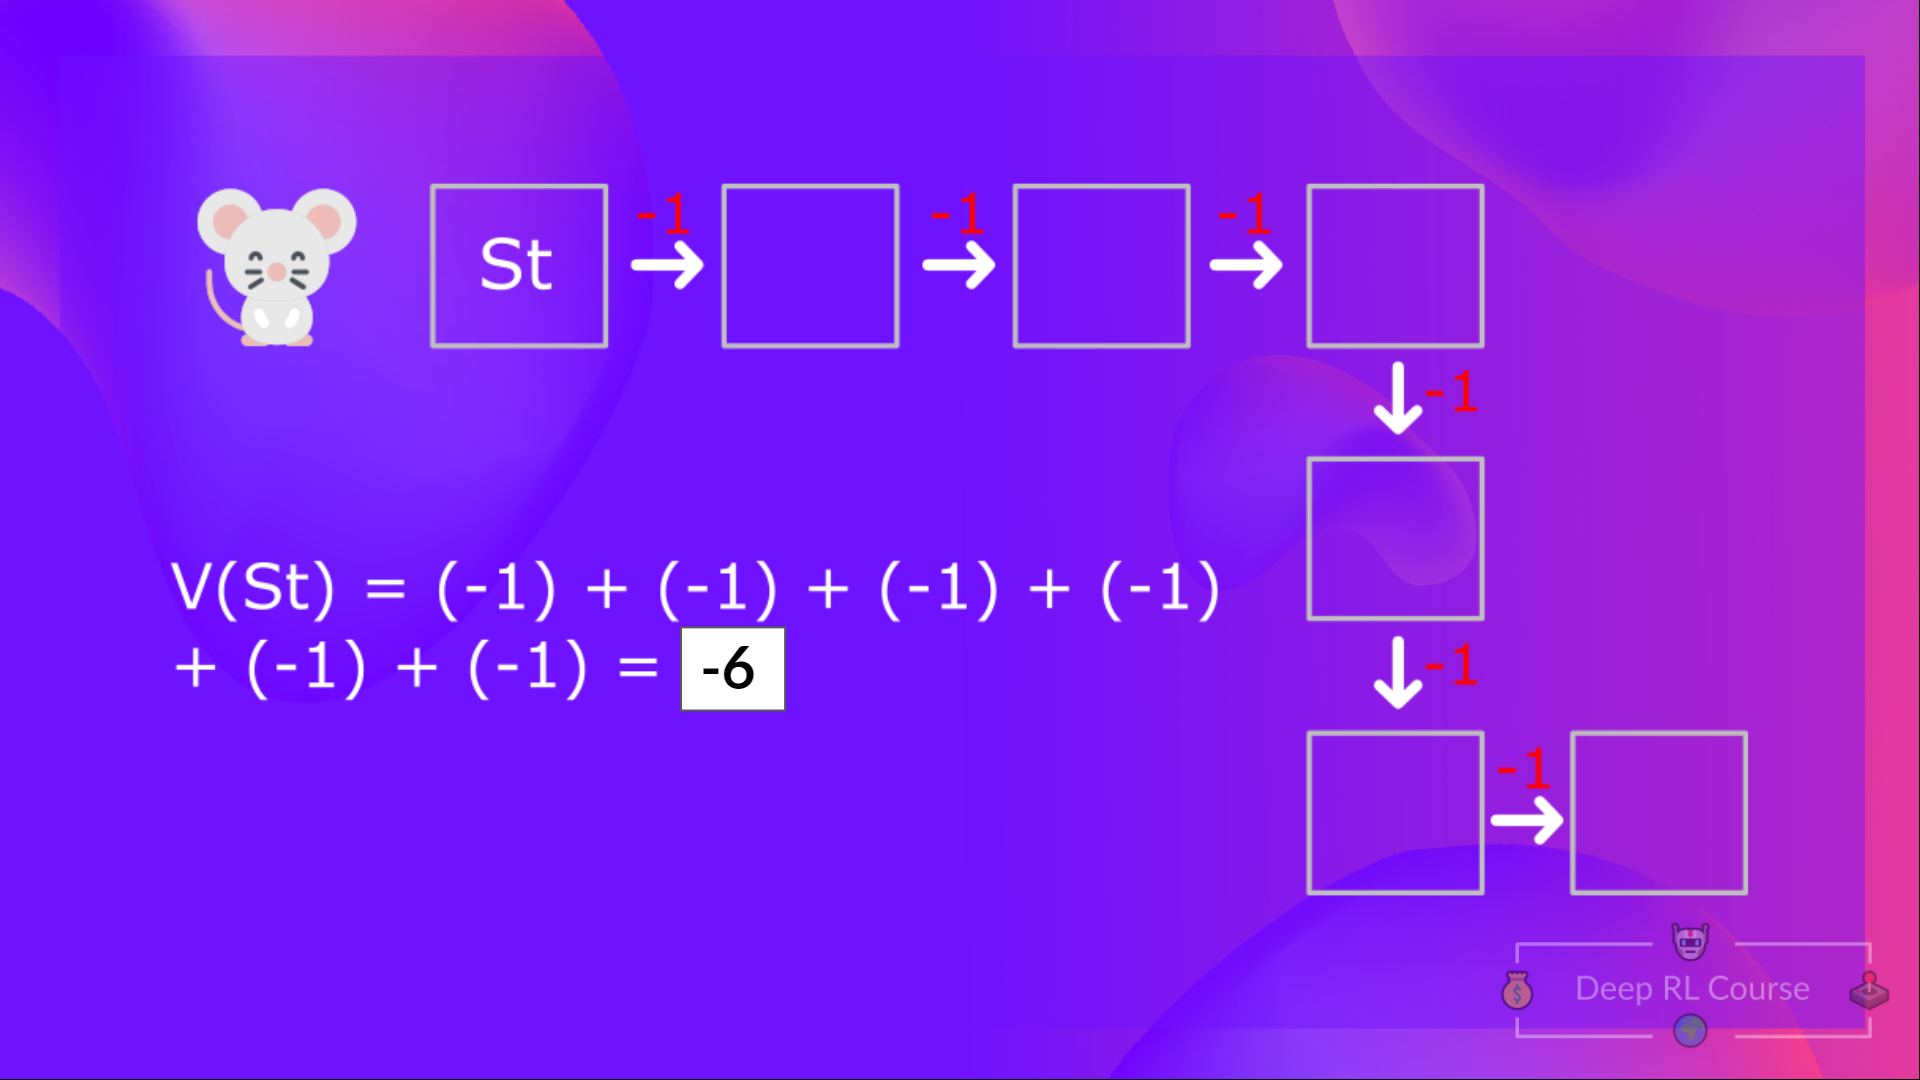 -1 -1 -1
St
-1
V(St) = (-1) + (-1) + (-1) + (-1)
+ (-1) + (-1) = -6
-1
-1
$
Deep RL Course